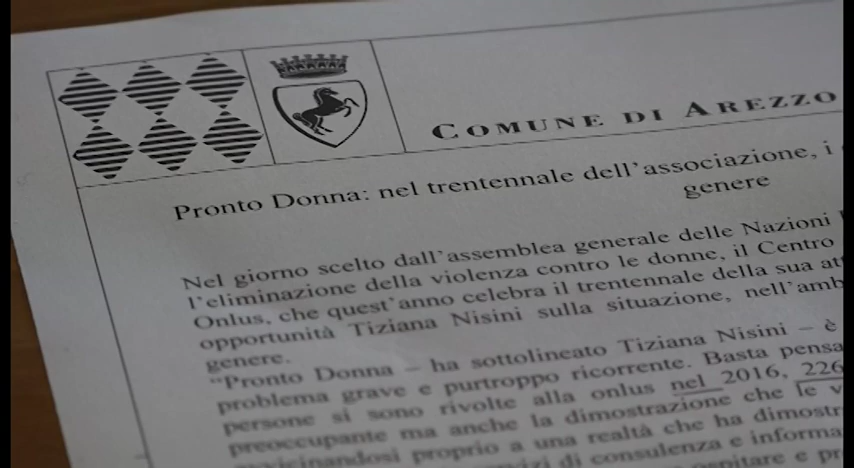 COMUNE DI AREZZO
Pronto Donna: nel trentennale dell'associazione, i
genere
Nel giorno scelto dall'assemblea generale delle Nazioni
l'eliminazione della violenza contro le donne, il Centro
Onlus, che quest'anno celebra il trentennale della sua
opportunità Tiziana Nisini sulla situazione, nell'amb
genere.
"Pronto Donna – ha sottolineato Tiziana Nisini – è
problema grave e purtroppo ricorrente. Basta pensa
persone si sono rivolte alla onlus nel 2016, 226
preoccupante ma anche la dimostrazione che le v
proprio a una realtà che ha dimostr
di consulenza e informa